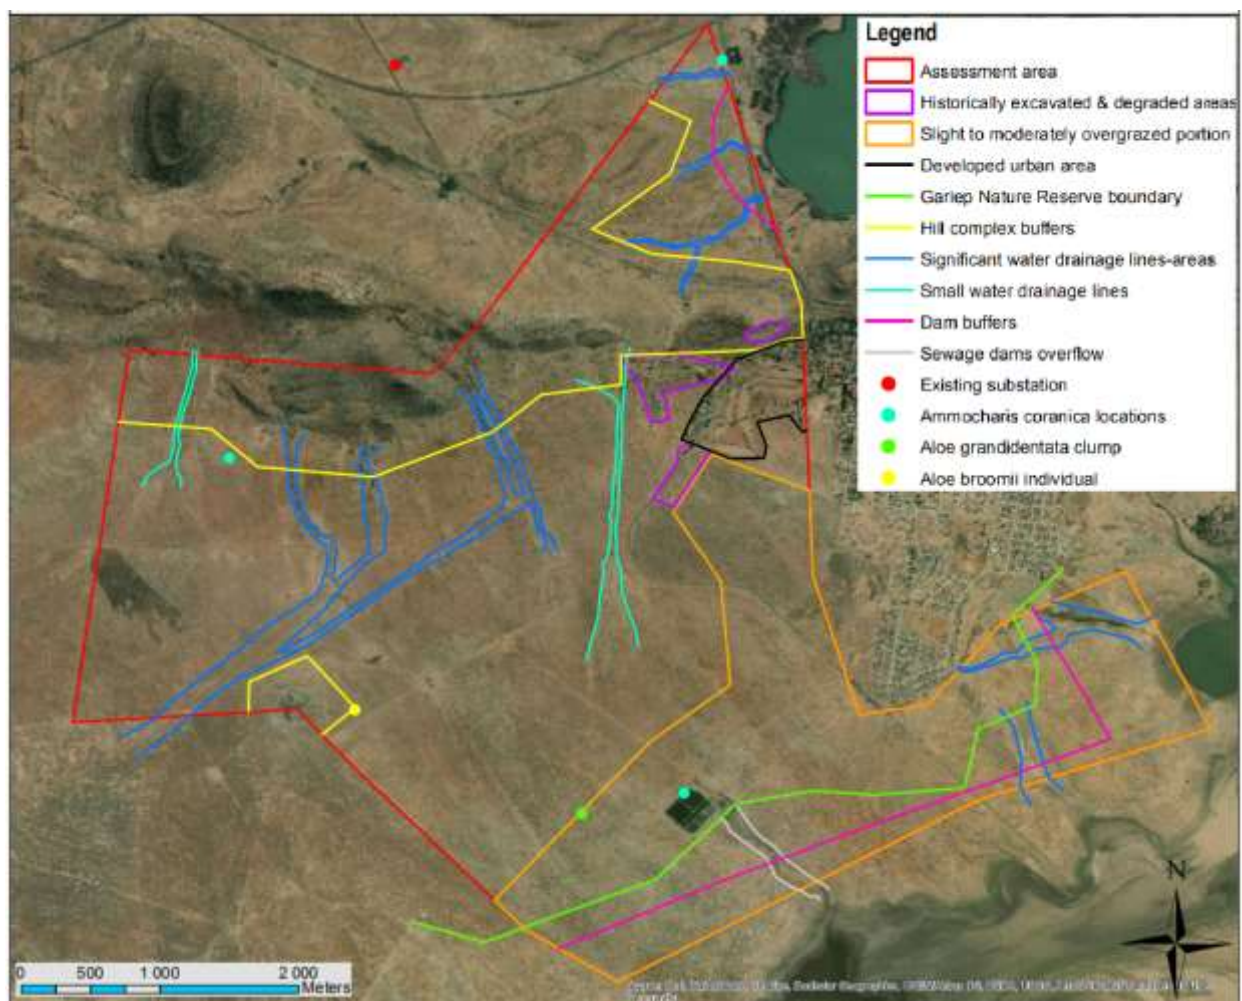 Legend
Assessment area
Historically excavated & degraded areas
Slight to moderately overgrazed portion
Developed urban area
Gariep Nature Reserve boundary
Hill complex buffers
Significant water drainage lines-areas
Small water drainage lines
Dam buffers
Sewage dams overflow
Existing substation
Ammocharis coranica locations
Aloe grandidentata clump
Aloe broomii individual
N
0 500 1 000 2 000
Meters